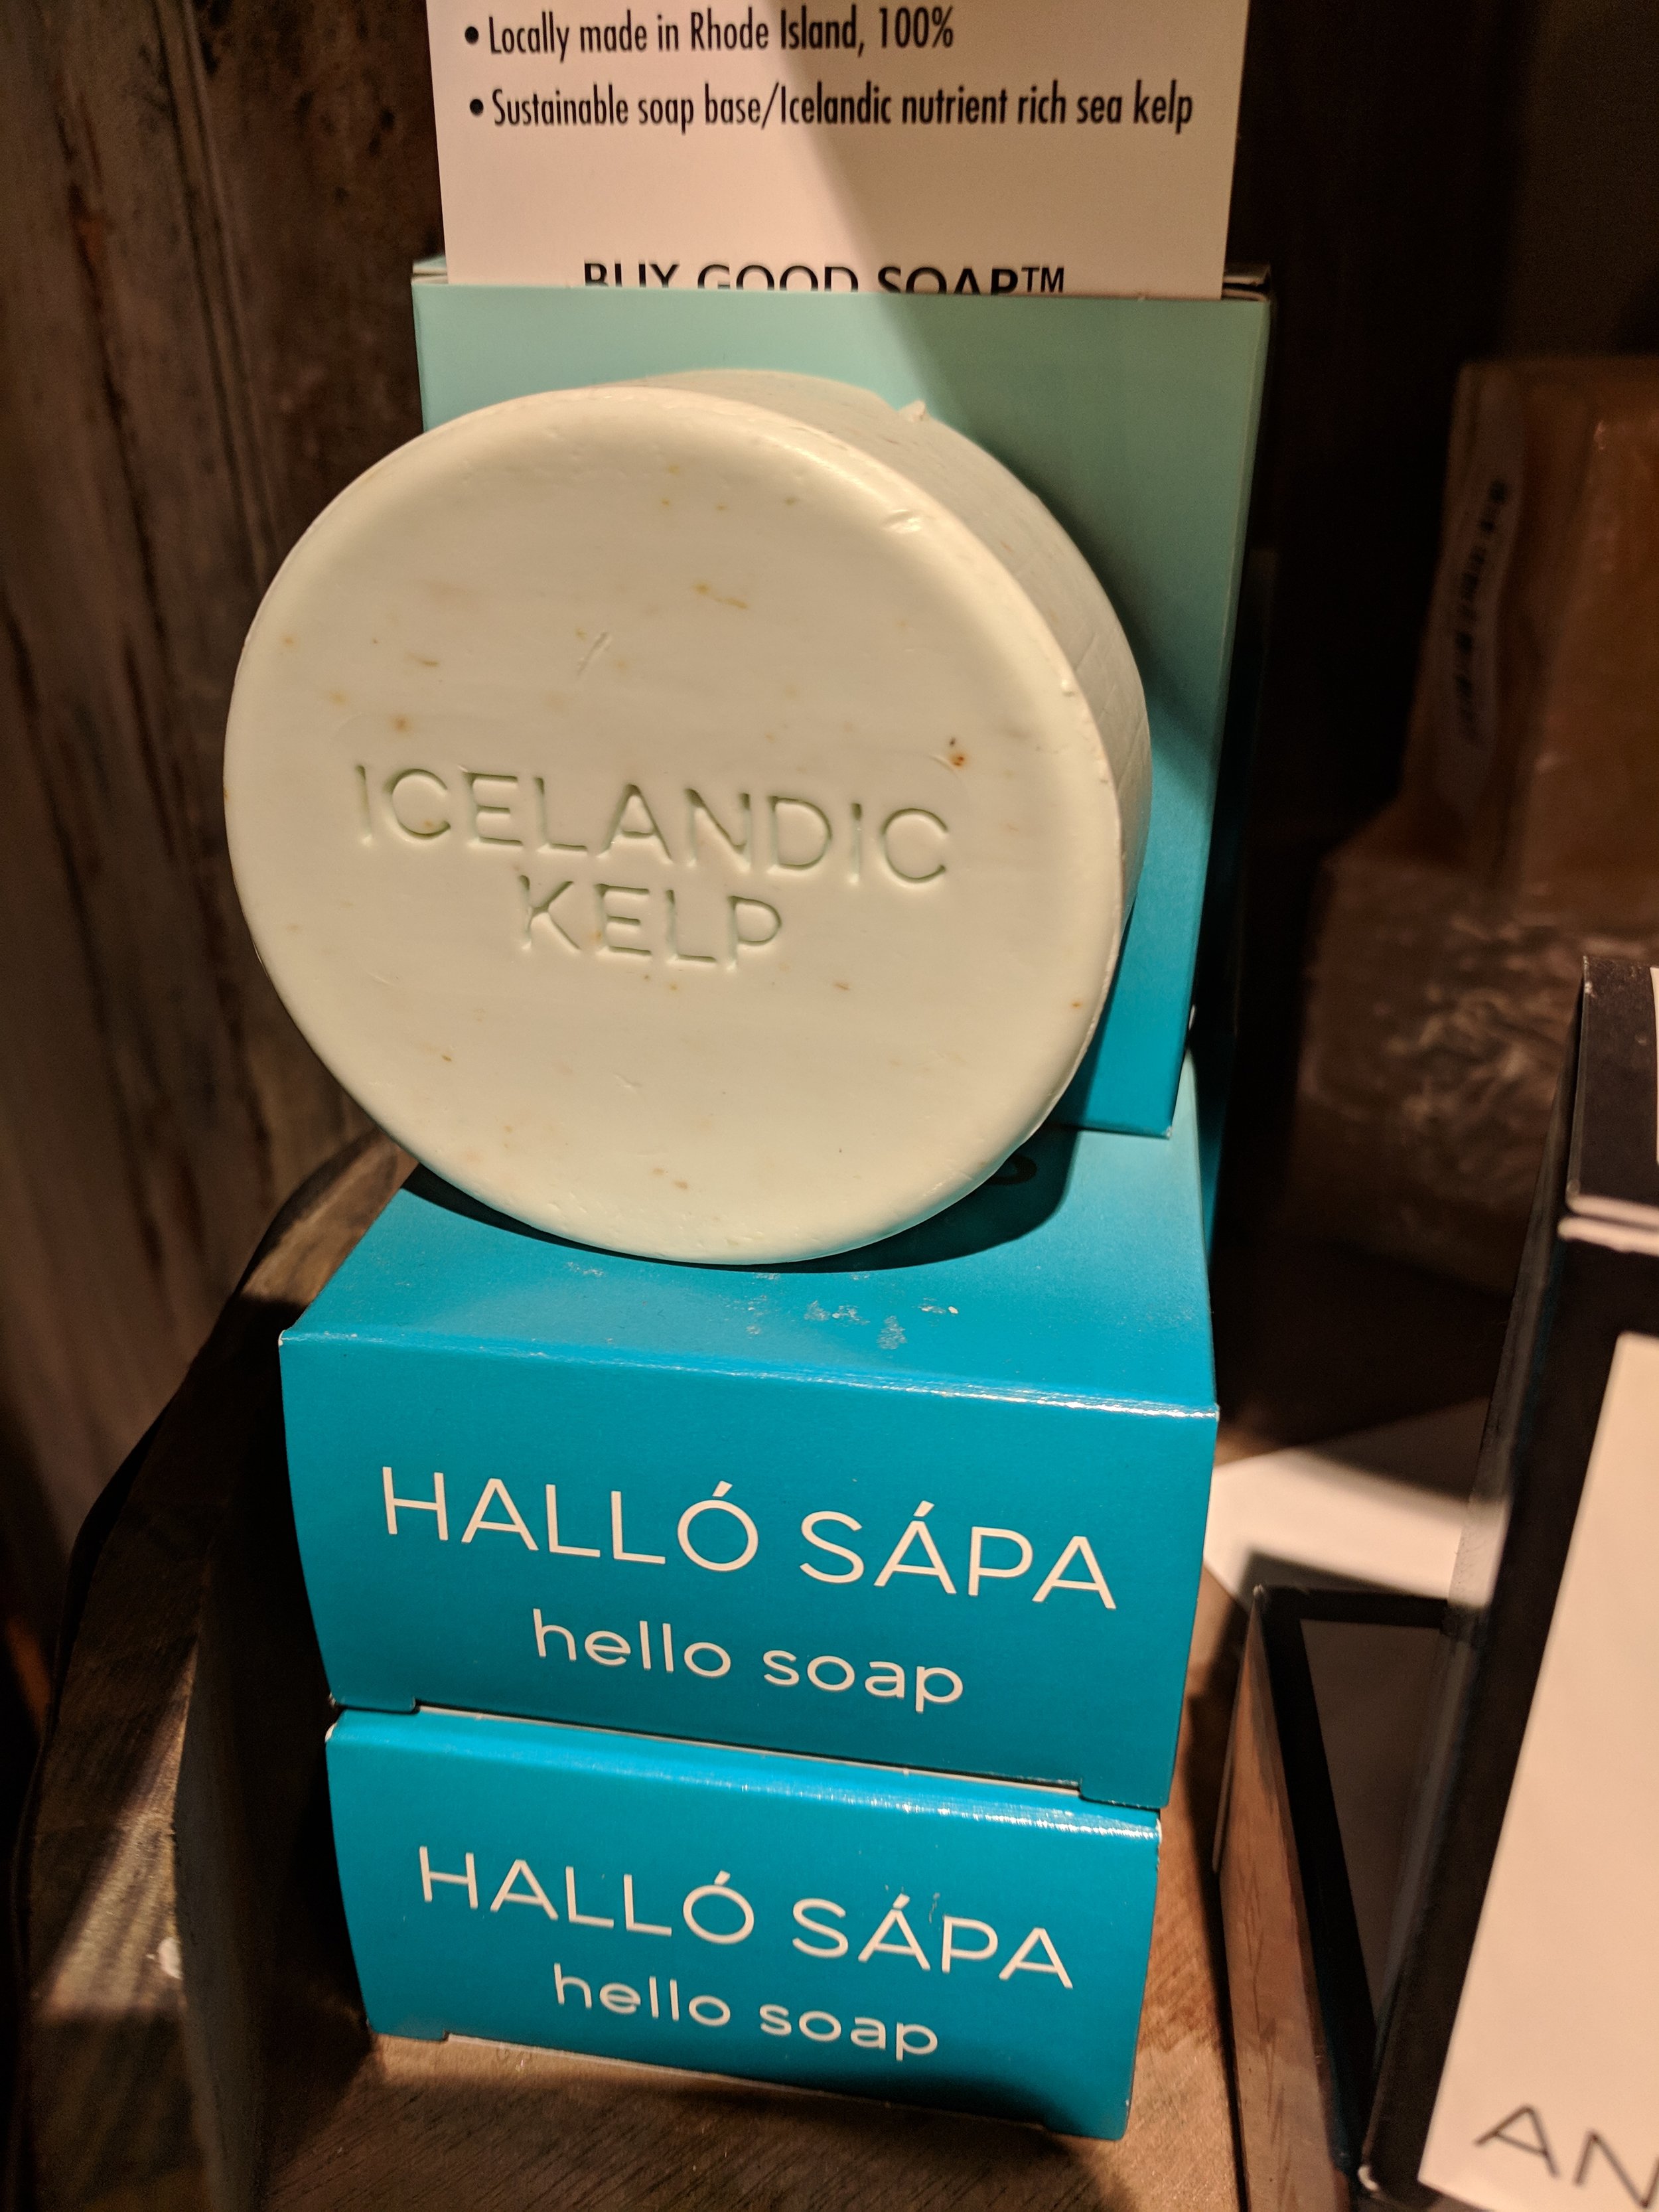 • Locally made in Rhode Island, 100%
• Sustainable soap base/Icelandic nutrient rich sea kelp
BUY GOOD SOAP™
ICELANDIC
KELP
HALLÓ SÁPA
hello soap
HALLÓ SÁPA
hello soap
AN